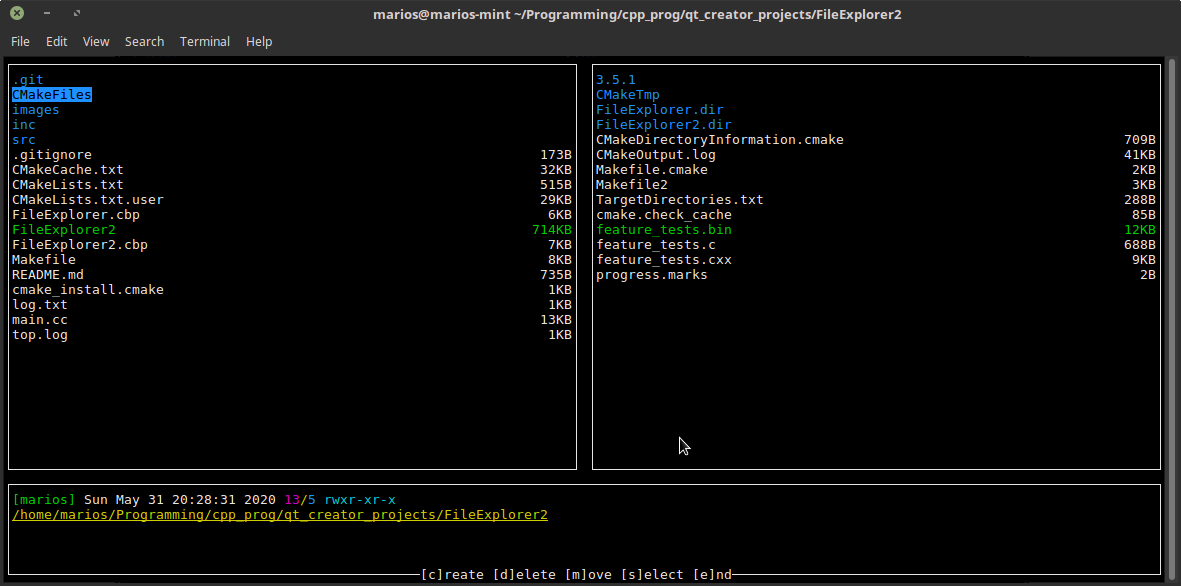 marios@marios-mint ~/Programming/cpp_prog/qt_creator_projects/FileExplorer2
File Edit View Search Terminal Help
.git
CMakeFiles
images
inc
src
.gitignore 173B
CMakeCache.txt 32KB
CMakeLists.txt 515B
CMakeLists.txt.user 29KB
FileExplorer.cbp 6KB
FileExplorer2 714KB
FileExplorer2.cbp 7KB
Makefile 8KB
README.md 735B
cmake_install.cmake 1KB
log.txt 1KB
main.cc 13KB
top.log 1KB
3.5.1
CMakeTmp
FileExplorer.dir
FileExplorer2.dir
CMakeDirectoryInformation.cmake 709B
CMakeOutput.log 41KB
Makefile.cmake 2KB
Makefile2 3KB
TargetDirectories.txt 288B
cmake.check_cache 85B
feature_tests.bin 12KB
feature_tests.c 688B
feature_tests.cxx 9KB
progress.marks 2B
[marios] Sun May 31 20:28:31 2020 13/5 rwxr-xr-x
/home/marios/Programming/cpp_prog/qt_creator_projects/FileExplorer2
[c]reate [d]elete [m]ove [s]elect [e]nd